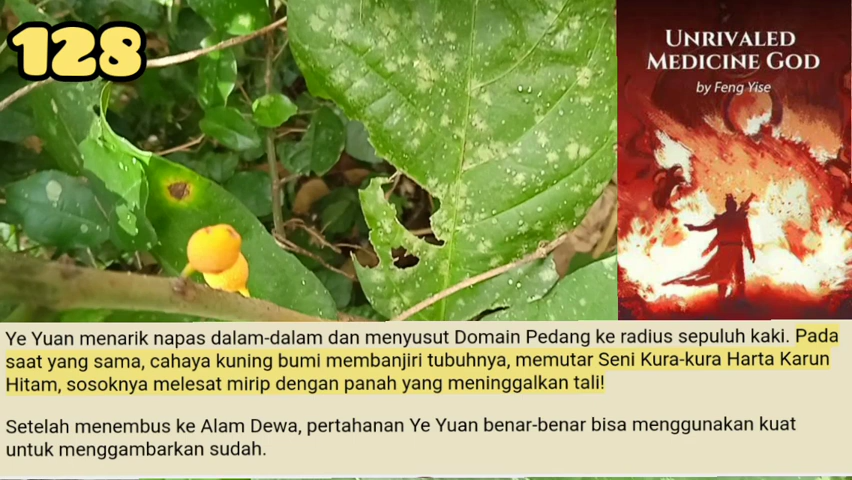 128
UNRIVALED
MEDICINE GOD
by Feng Yise
Ye Yuan menarik napas dalam-dalam dan menyusut Domain Pedang ke radius sepuluh kaki. Pada
saat yang sama, cahaya kuning bumi membanjiri tubuhnya, memutar Seni Kura-kura Harta Karun
Hitam, sosoknya melesat mirip dengan panah yang meninggalkan tali!
Setelah menembus ke Alam Dewa, pertahanan Ye Yuan benar-benar bisa menggunakan kuat
untuk menggambarkan sudah.